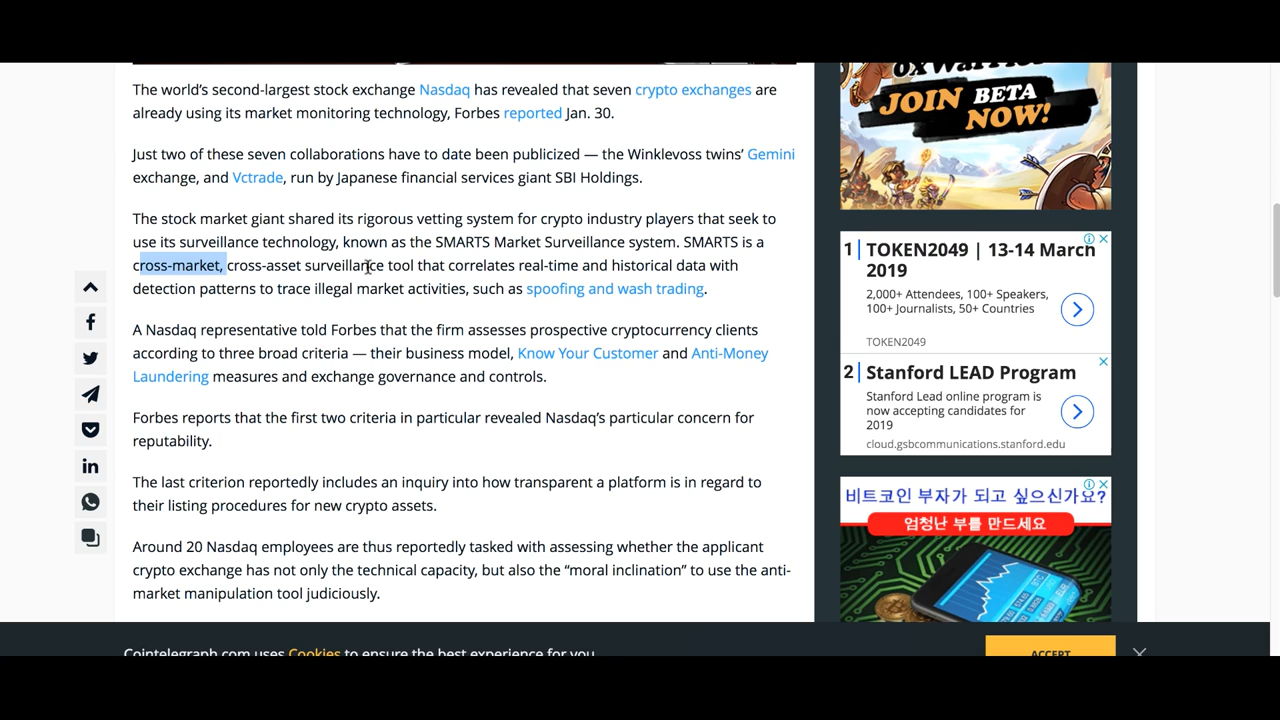 The world's second-largest stock exchange Nasdaq has revealed that seven crypto exchanges are
already using its market monitoring technology, Forbes reported Jan. 30.
Just two of these seven collaborations have to date been publicized — the Winklevoss twins' Gemini
exchange, and Vctrade, run by Japanese financial services giant SBI Holdings.
The stock market giant shared its rigorous vetting system for crypto industry players that seek to
use its surveillance technology, known as the SMARTS Market Surveillance system. SMARTS is a
cross-market, cross-asset surveillance tool that correlates real-time and historical data with
detection patterns to trace illegal market activities, such as spoofing and wash trading.
A Nasdaq representative told Forbes that the firm assesses prospective cryptocurrency clients
according to three broad criteria — their business model, Know Your Customer and Anti-Money
Laundering measures and exchange governance and controls.
Forbes reports that the first two criteria in particular revealed Nasdaq's particular concern for
reputability.
The last criterion reportedly includes an inquiry into how transparent a platform is in regard to
their listing procedures for new crypto assets.
Around 20 Nasdaq employees are thus reportedly tasked with assessing whether the applicant
crypto exchange has not only the technical capacity, but also the “moral inclination” to use the anti-
market manipulation tool judiciously.
JOIN BETA
NOW!
1 TOKEN2049 | 13-14 March
2019
2,000+ Attendees, 100+ Speakers,
100+ Journalists, 50+ Countries
TOKEN2049
2 Stanford LEAD Program
Stanford Lead online program is
now accepting candidates for
2019
cloud.gsbcommunications.stanford.edu
비트코인 부자가 되고 싶으신가요?
엄청난 부를 만드세요
Cointelegraph.com uses Cookies to ensure the best experience for you
ACCEPT